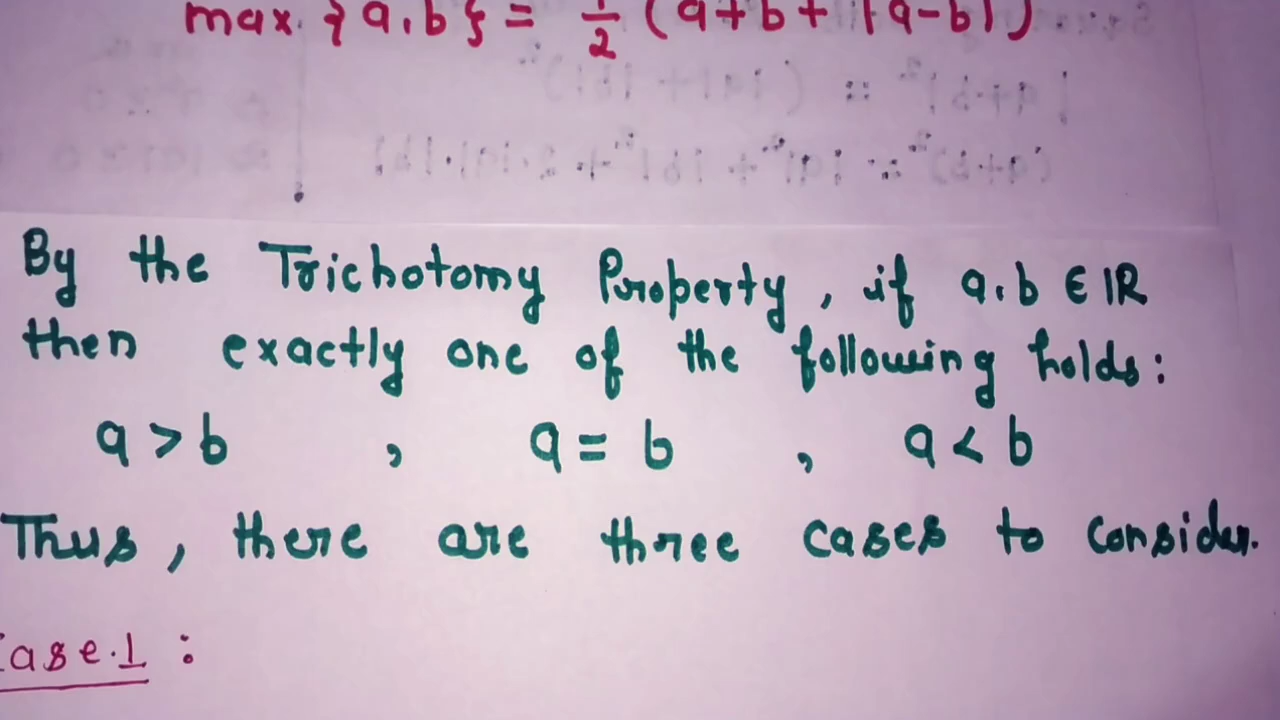 max {a,b} = 1/2 (a+b+|a-b|)
By the Trichotomy Property, if a,b ∈ ℝ
then exactly one of the following holds:
a > b , a = b , a < b
Thus, there are three cases to consider.
Case.1 :